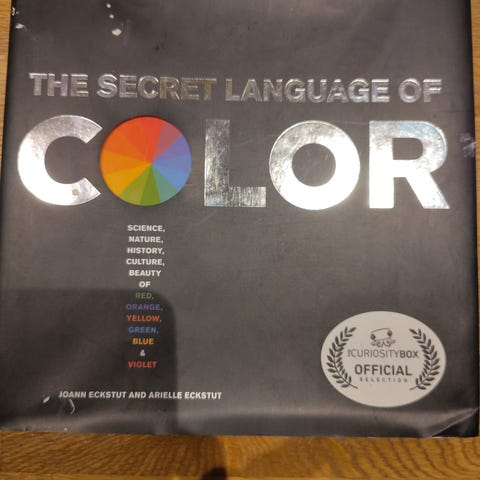 THE SECRET LANGUAGE OF
COLOR
SCIENCE,
NATURE,
HISTORY,
CULTURE,
BEAUTY
OF
RED,
ORANGE,
YELLOW,
GREEN,
BLUE
&
VIOLET
THE CURIOSITYBOX
OFFICIAL
SELECTION
JOANN ECKSTUT AND ARIELLE ECKSTUT